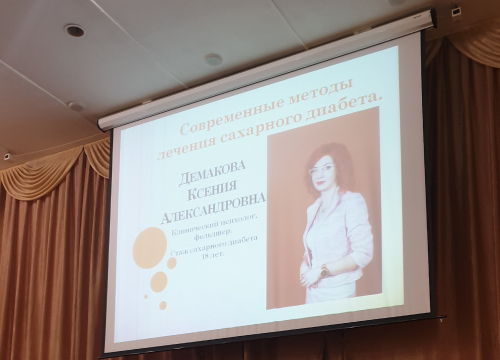 Современные методы
лечения сахарного диабета.
Демакова
Ксения
Александровна
Клинический психолог,
фельдшер.
Стаж сахарного диабета
18 лет.